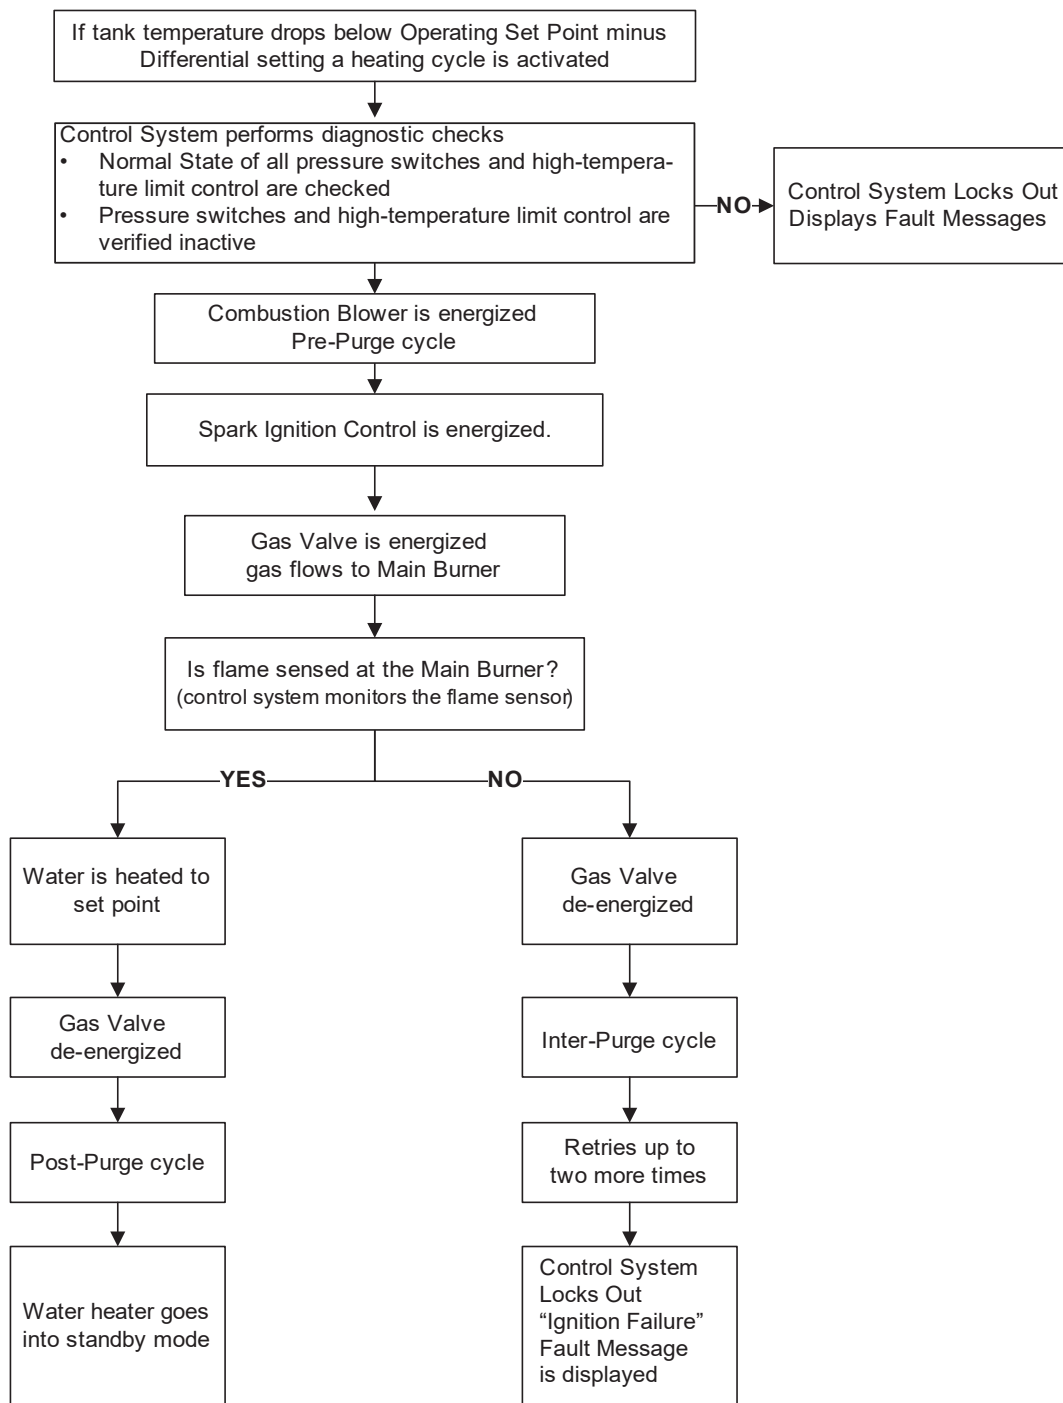 If tank temperature drops below Operating Set Point minus
Differential setting a heating cycle is activated
Control System performs diagnostic checks
• Normal State of all pressure switches and high-tempera-
ture limit control are checked
• Pressure switches and high-temperature limit control are
verified inactive
NO
Control System Locks Out
Displays Fault Messages
Combustion Blower is energized
Pre-Purge cycle
Spark Ignition Control is energized.
Gas Valve is energized
gas flows to Main Burner
Is flame sensed at the Main Burner?
(control system monitors the flame sensor)
YES
NO
Water is heated to
set point
Gas Valve
de-energized
Post-Purge cycle
Water heater goes
into standby mode
Gas Valve
de-energized
Inter-Purge cycle
Retries up to
two more times
Control System
Locks Out
“Ignition Failure”
Fault Message
is displayed